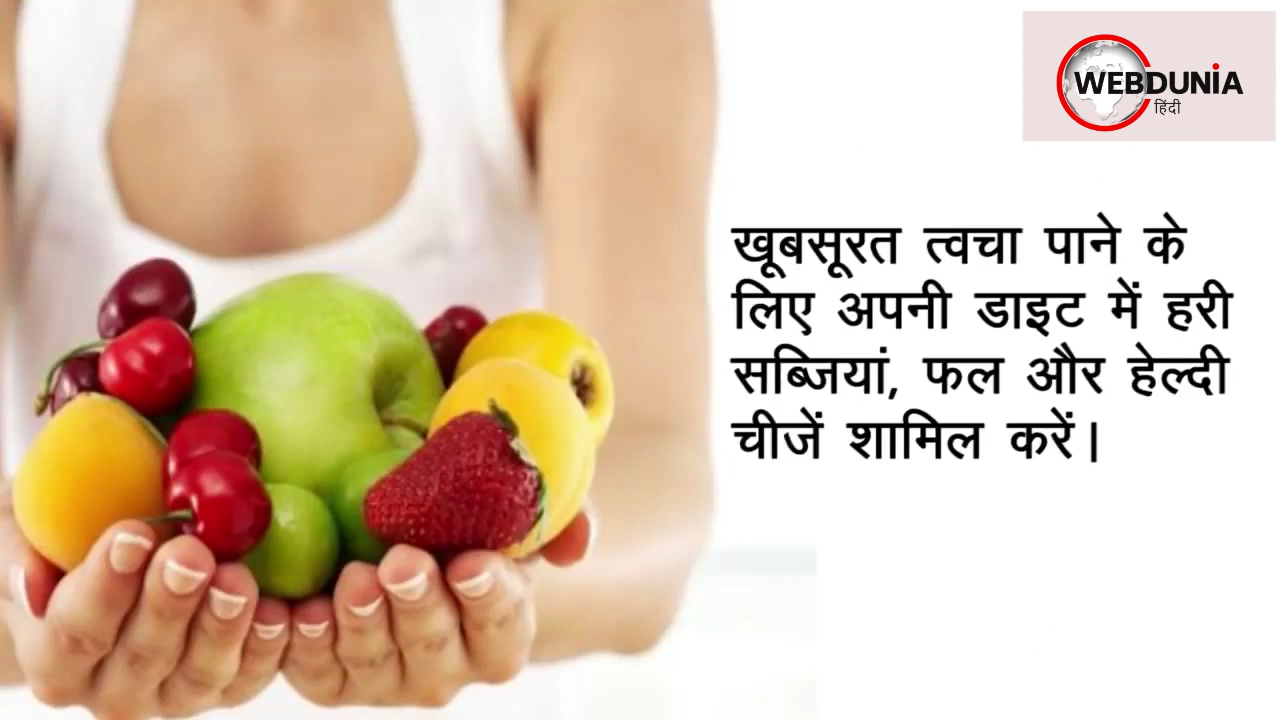 WEBDUNIA
हिंदी
खूबसूरत त्वचा पाने के
लिए अपनी डाइट में हरी
सब्जियां, फल और हेल्दी
चीजें शामिल करें।